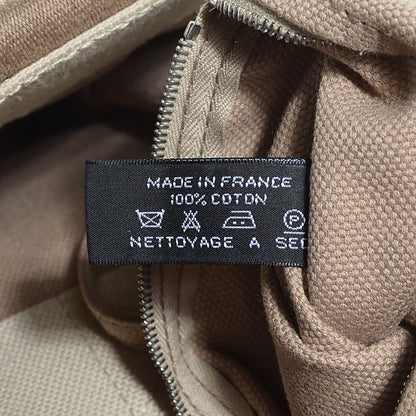 MADE IN FRANCE
100% COTON
P
NETTOYAGE A SEC